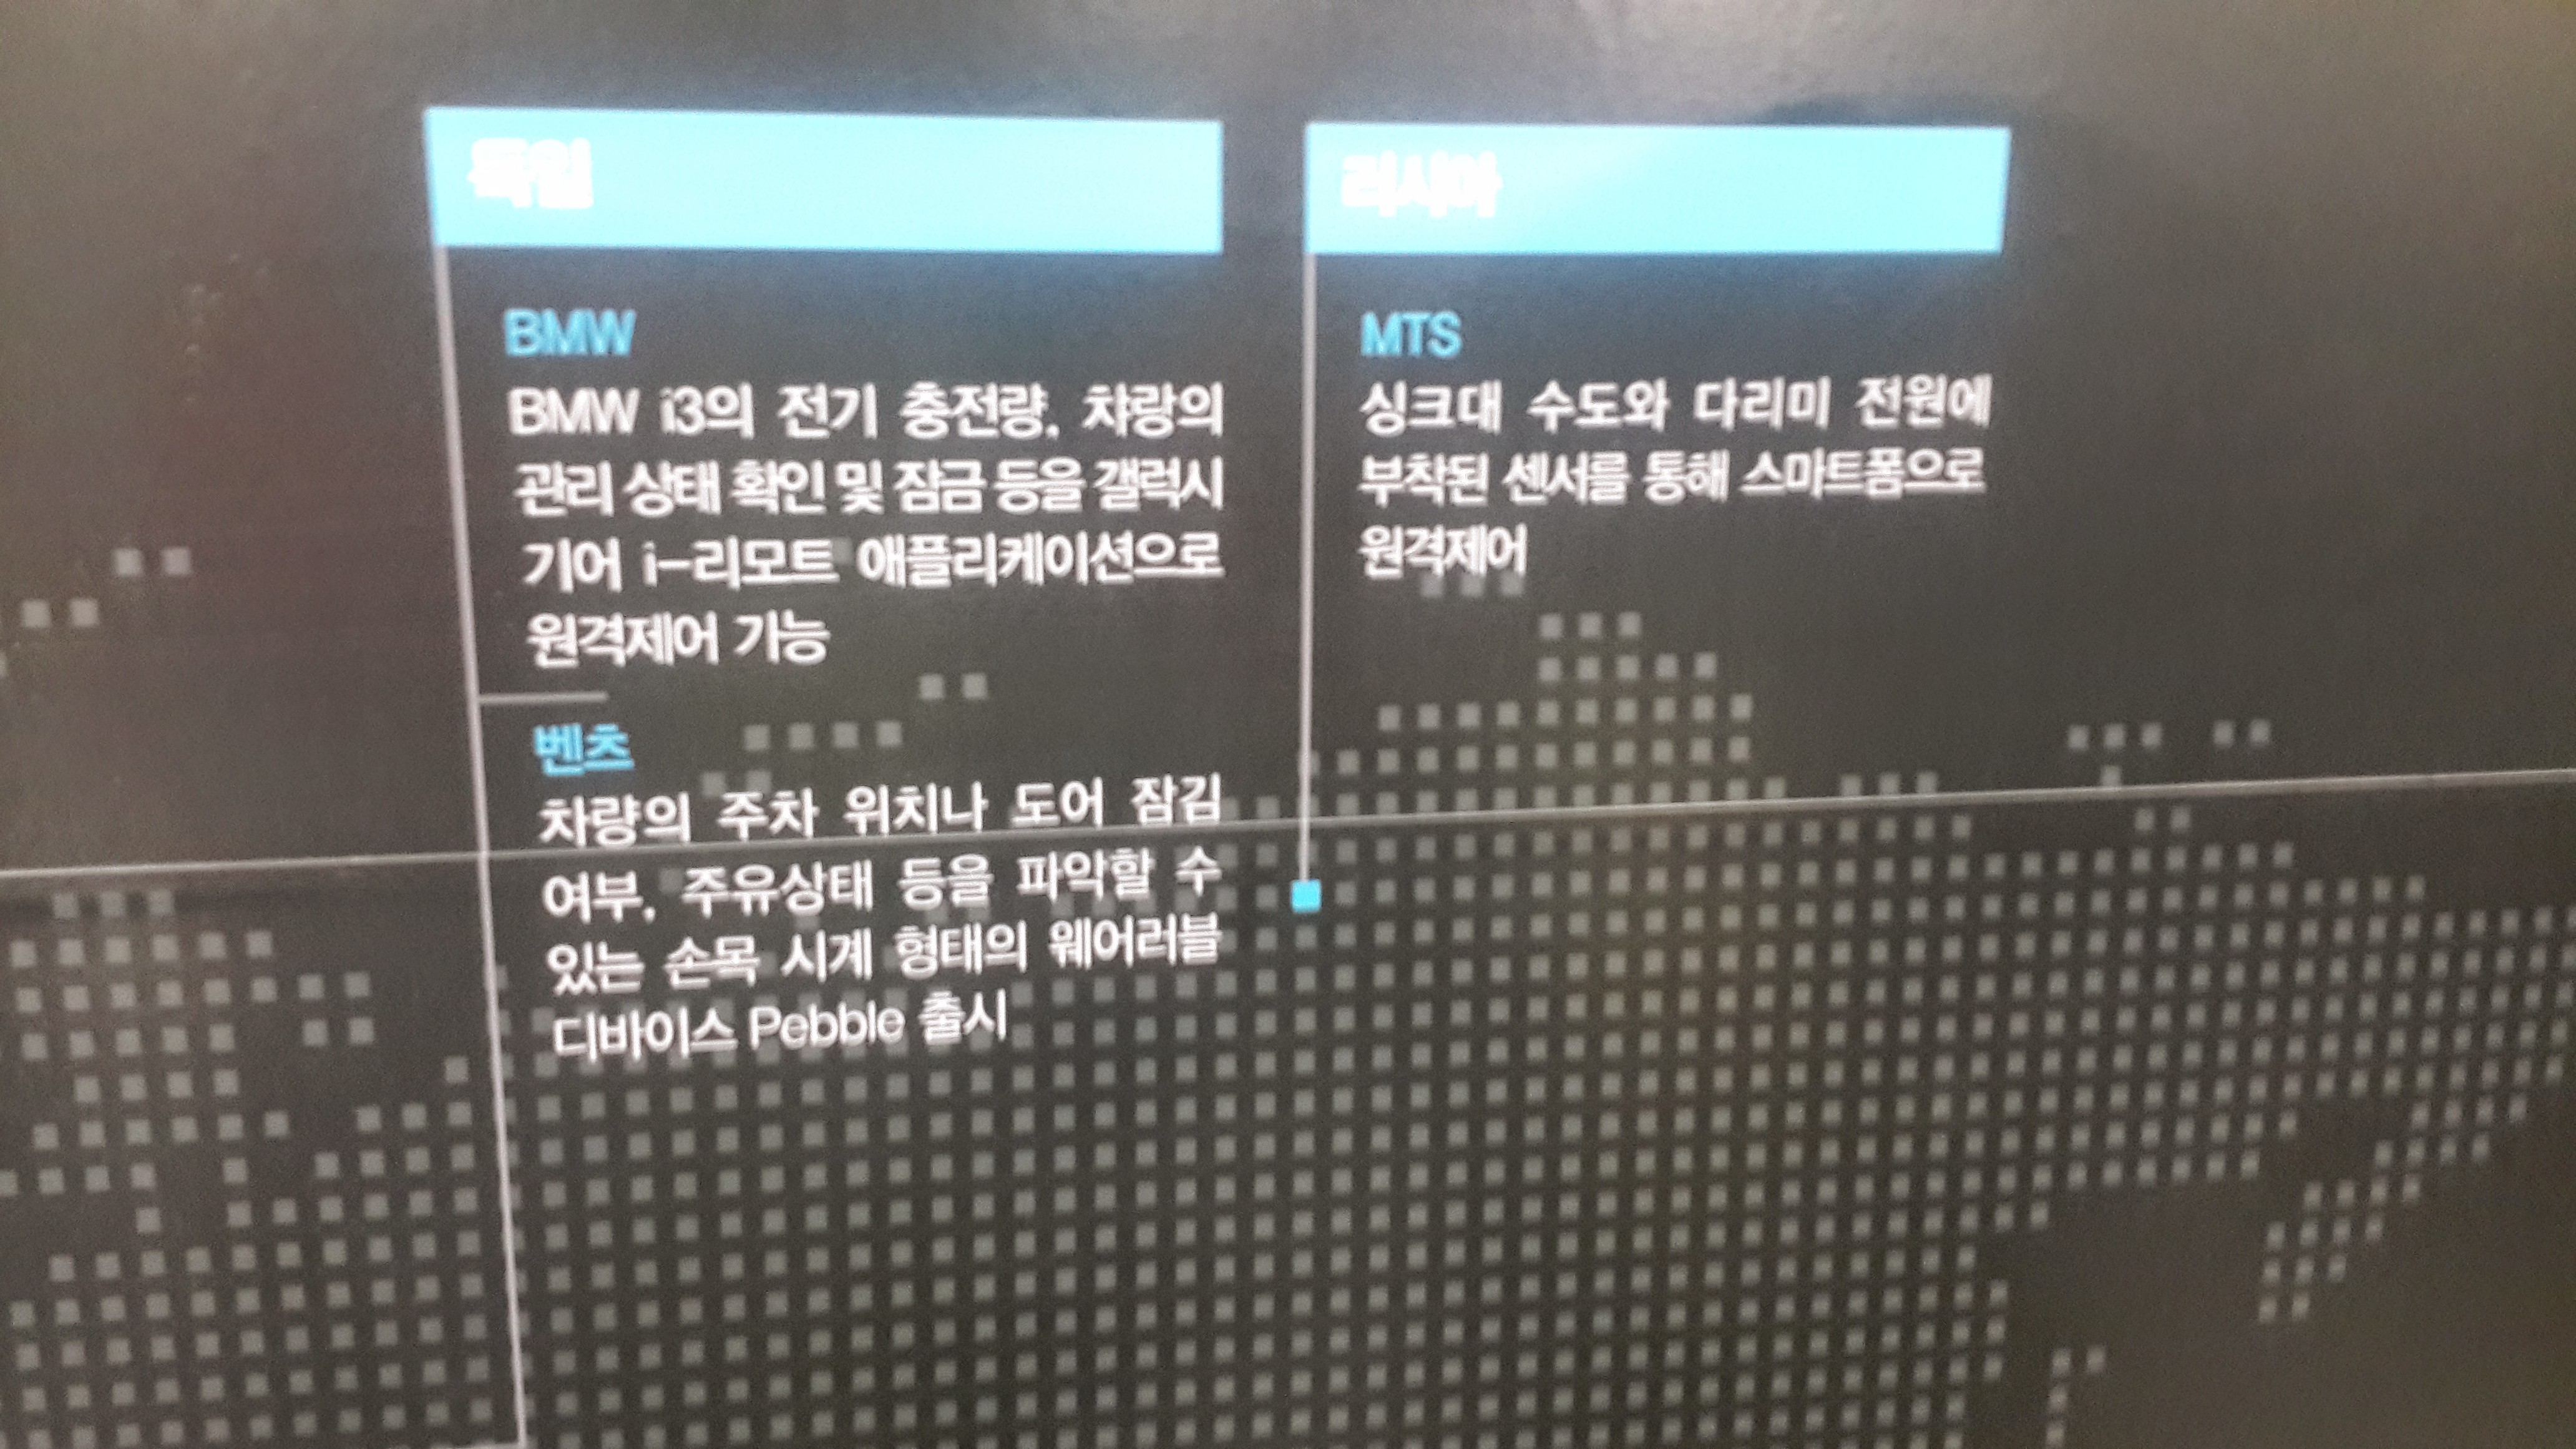 독일
BMW
BMW i3의 전기 충전량, 차량의
관리 상태 확인 및 잠금 등을 갤럭시
기어 i-리모트 애플리케이션으로
원격제어 가능
벤츠
차량의 주차 위치나 도어 잠김
여부, 주유상태 등을 파악할 수
있는 손목 시계 형태의 웨어러블
디바이스 Pebble 출시
러시아
MTS
싱크대 수도와 다리미 전원에
부착된 센서를 통해 스마트폼으로
원격제어